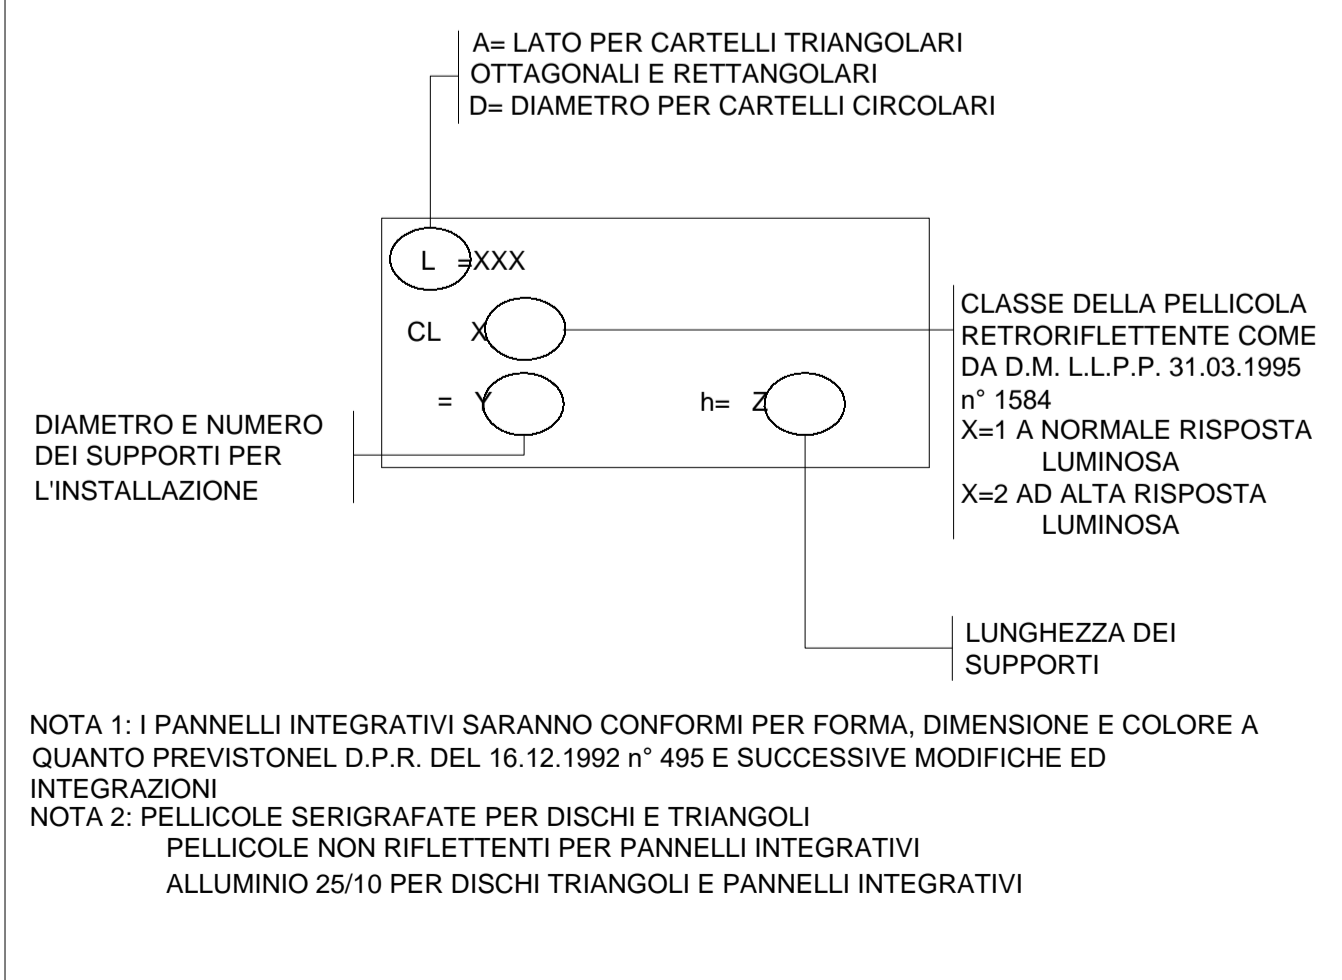 A= LATO PER CARTELLI TRIANGOLARI
OTTAGONALI E RETTANGOLARI
D= DIAMETRO PER CARTELLI CIRCOLARI
L =XXX
CL X
= Y h= Z
CLASSE DELLA PELLICOLA
RETRORIFLETTENTE COME
DA D.M. L.L.P.P. 31.03.1995
n° 1584
X=1 A NORMALE RISPOSTA
LUMINOSA
X=2 AD ALTA RISPOSTA
LUMINOSA
DIAMETRO E NUMERO
DEI SUPPORTI PER
L'INSTALLAZIONE
LUNGHEZZA DEI
SUPPORTI
NOTA 1: I PANNELLI INTEGRATIVI SARANNO CONFORMI PER FORMA, DIMENSIONE E COLORE A
QUANTO PREVISTONEL D.P.R. DEL 16.12.1992 n° 495 E SUCCESSIVE MODIFICHE ED
INTEGRAZIONI
NOTA 2: PELLICOLE SERIGRAFATE PER DISCHI E TRIANGOLI
PELLICOLE NON RIFLETTENTI PER PANNELLI INTEGRATIVI
ALLUMINIO 25/10 PER DISCHI TRIANGOLI E PANNELLI INTEGRATIVI